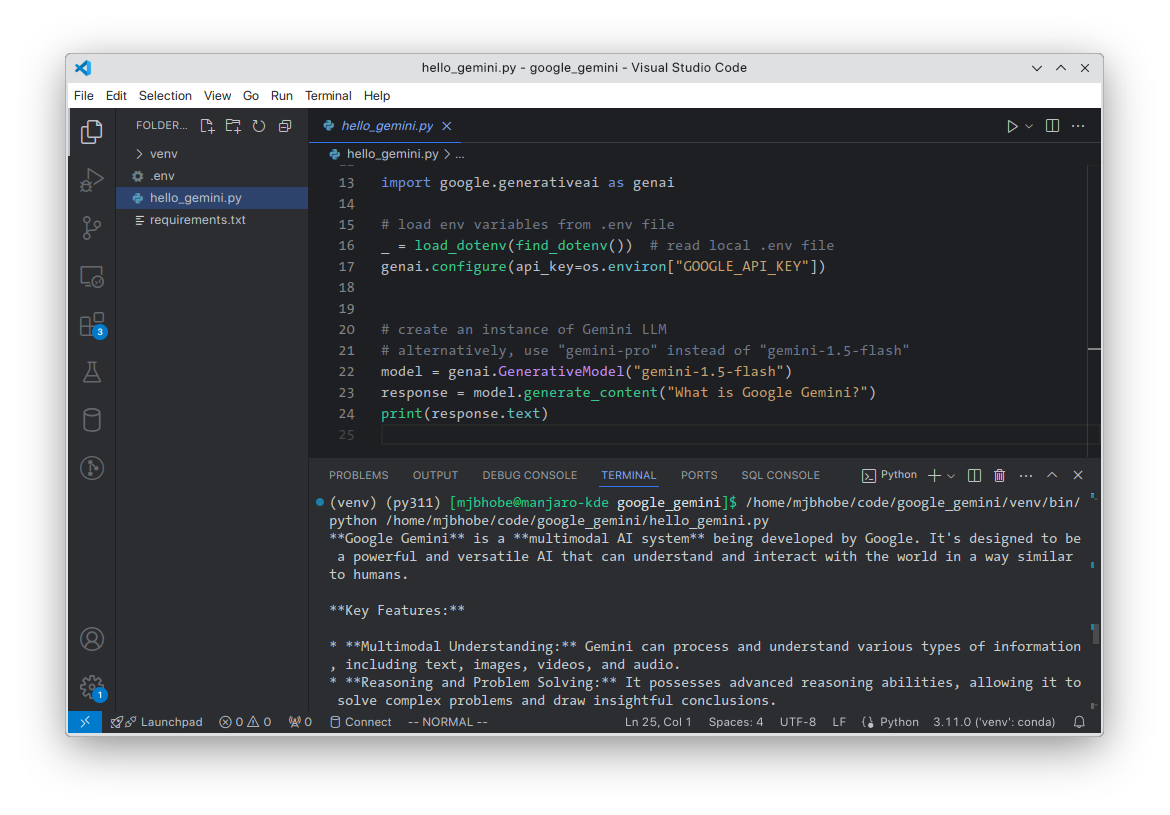 hello_gemini.py - google_gemini - Visual Studio Code
File Edit Selection View Go Run Terminal Help
FOLDER...
venv
.env
hello_gemini.py
requirements.txt
3
1
hello_gemini.py
hello_gemini.py > ...
13 import google.generativeai as genai
14
15 # load env variables from .env file
16 _ = load_dotenv(find_dotenv())  # read local .env file
17 genai.configure(api_key=os.environ["GOOGLE_API_KEY"])
18
19
20 # create an instance of Gemini LLM
21 # alternatively, use "gemini-pro" instead of "gemini-1.5-flash"
22 model = genai.GenerativeModel("gemini-1.5-flash")
23 response = model.generate_content("What is Google Gemini?")
24 print(response.text)
25
PROBLEMS OUTPUT DEBUG CONSOLE TERMINAL PORTS SQL CONSOLE Python
(venv) (py311) [mjbhobe@manjaro-kde google_gemini]$ /home/mjbhobe/code/google_gemini/venv/bin/
python /home/mjbhobe/code/google_gemini/hello_gemini.py
**Google Gemini** is a **multimodal AI system** being developed by Google. It's designed to be
a powerful and versatile AI that can understand and interact with the world in a way similar
to humans.
**Key Features:**
* **Multimodal Understanding:** Gemini can process and understand various types of information
, including text, images, videos, and audio.
* **Reasoning and Problem Solving:** It possesses advanced reasoning abilities, allowing it to
solve complex problems and draw insightful conclusions.
Launchpad 0 0 0 Connect -- NORMAL -- Ln 25, Col 1 Spaces: 4 UTF-8 LF Python 3.11.0 ('venv': conda)